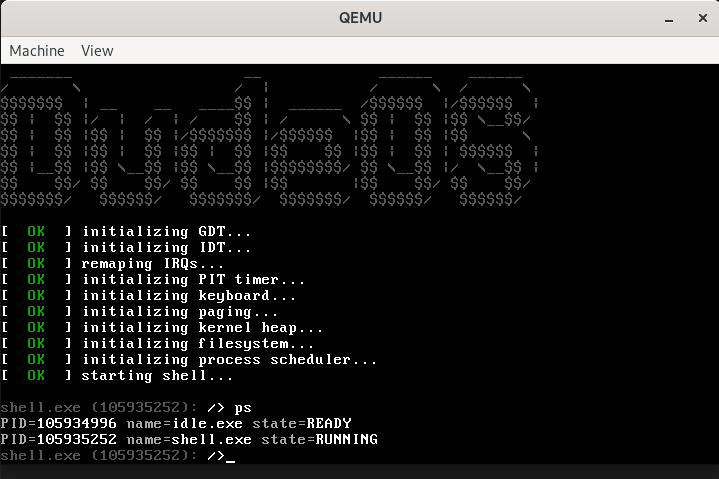 QEMU
Machine View
DudeOS
[ OK ] initializing GDT...
[ OK ] initializing IDT...
[ OK ] remaping IRQs...
[ OK ] initializing PIT timer...
[ OK ] initializing keyboard...
[ OK ] initializing paging...
[ OK ] initializing kernel heap...
[ OK ] initializing filesystem...
[ OK ] initializing process scheduler...
[ OK ] starting shell...
shell.exe (105935252): /> ps
PID=105934996 name=idle.exe state=READY
PID=105935252 name=shell.exe state=RUNNING
shell.exe (105935252): />_